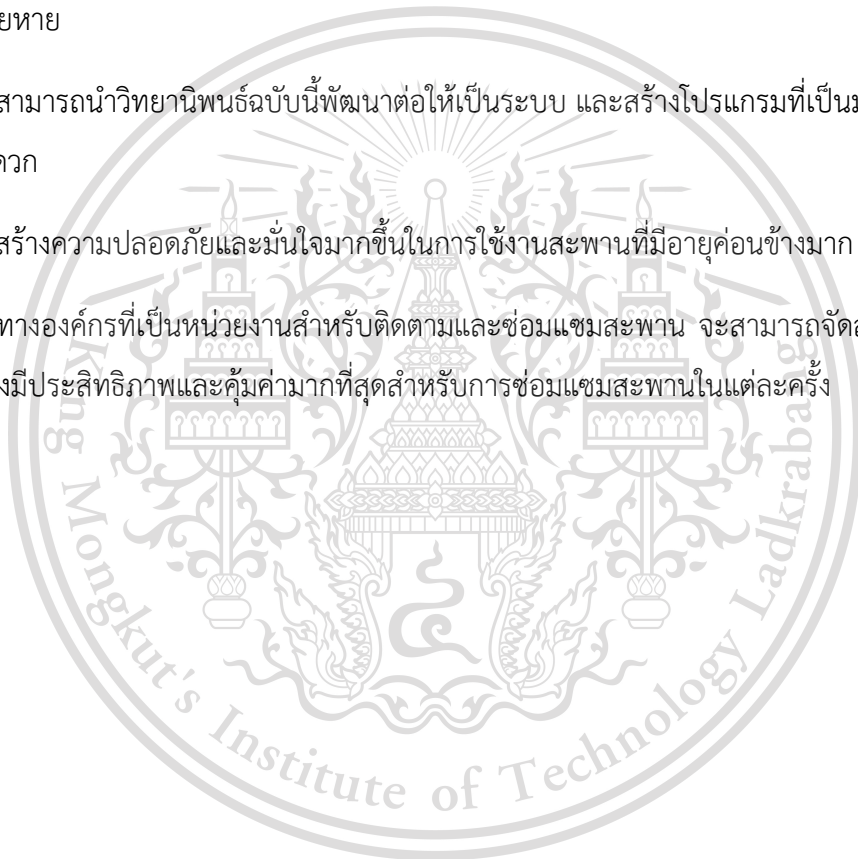 ยหาย
สามารถนำวิทยานิพนธ์ฉบับนี้พัฒนาต่อให้เป็นระบบ และสร้างโปรแกรมที่เป็นม
ดวก
สร้างความปลอดภัยและมั่นใจมากขึ้นในการใช้งานสะพานที่มีอายุค่อนข้างมาก
ทางองค์กรที่เป็นหน่วยงานสำหรับติดตามและซ่อมแซมสะพาน จะสามารถจัดส
งมีประสิทธิภาพและคุ้มค่ามากที่สุดสำหรับการซ่อมแซมสะพานในแต่ละครั้ง
King Mongkut's Institute of Technology Ladkrabang